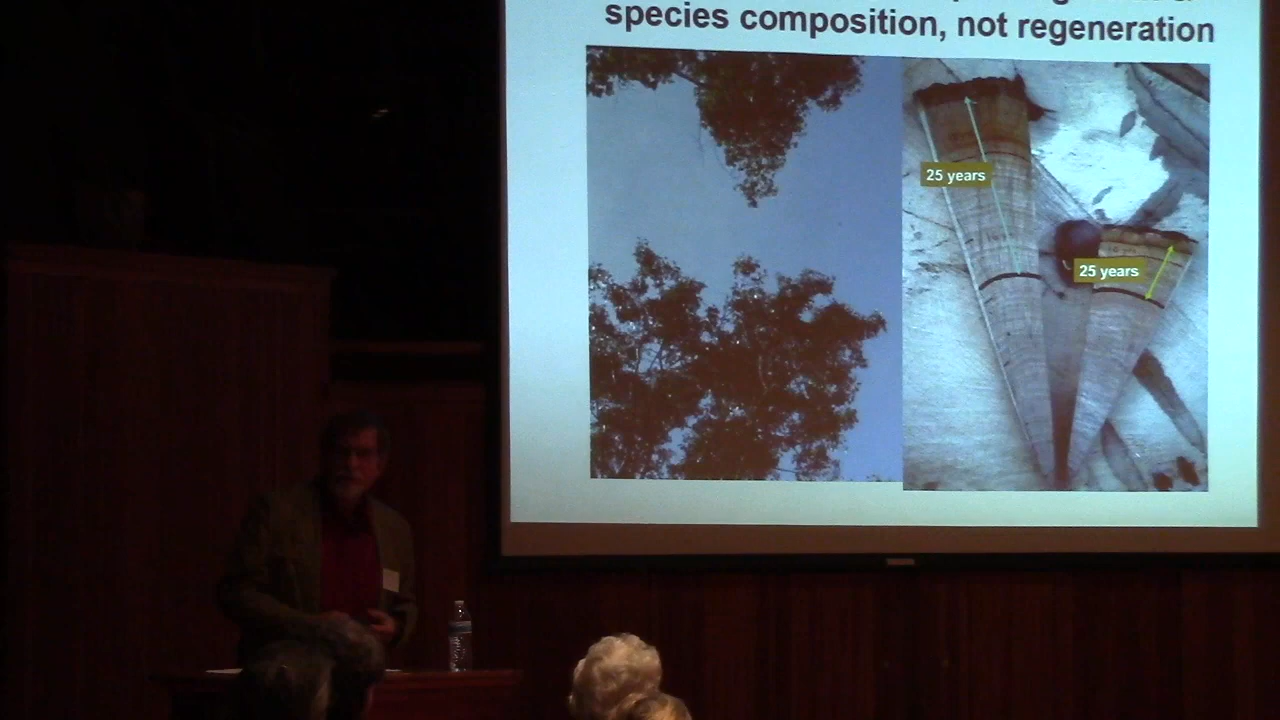 species composition, not regeneration
25 years
25 years